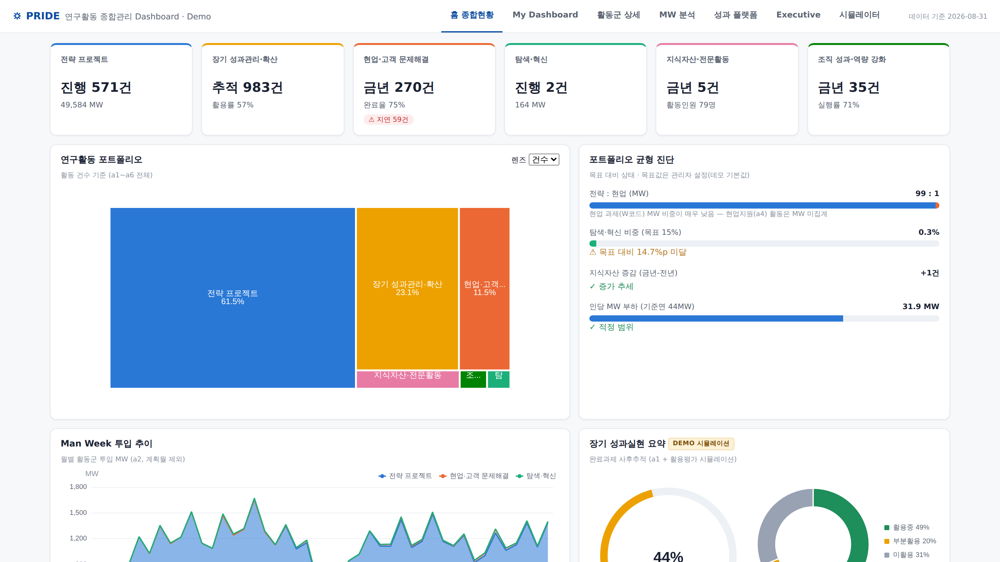 PRIDE 연구활동 종합관리 Dashboard · Demo
홈 종합현황
My Dashboard
활동군 상세
MW 분석
성과 플랫폼
Executive
시뮬레이터
데이터 기준 2026-08-31
전략 프로젝트
진행 571건
49,584 MW
장기 성과관리·확산
추적 983건
활용률 57%
현업·고객 문제해결
금년 270건
완료율 75%
⚠ 지연 59건
탐색·혁신
진행 2건
164 MW
지식자산·전문활동
금년 5건
활동인원 79명
조직 성과·역량 강화
금년 35건
실행률 71%
연구활동 포트폴리오
렌즈 건수
활동 건수 기준 (a1~a6 전체)
전략 프로젝트
61.5%
장기 성과관리·확산
23.1%
현업·고객...
11.5%
지식자산·전문활동
조...
탐
포트폴리오 균형 진단
목표 대비 상태 · 목표값은 관리자 설정(데모 기본값)
전략 : 현업 (MW) 99 : 1
현업 과제(W코드) MW 비중이 매우 낮음 — 현업지원(a4) 활동은 MW 미집계
탐색·혁신 비중 (목표 15%) 0.3%
⚠ 목표 대비 14.7%p 미달
지식자산 증감 (금년-전년) +1건
✓ 증가 추세
인당 MW 부하 (기준연 44MW) 31.9 MW
✓ 적정 범위
Man Week 투입 추이
월별 활동군 투입 MW (a2, 계획월 제외)
MW
전략 프로젝트
현업·고객 문제해결
탐색·혁신
1,800
1,500
1,200
장기 성과실현 요약 DEMO 시뮬레이션
완료과제 사후추적 (a1 + 활용평가 시뮬레이션)
44%
활용중 49%
부분활용 20%
미활용 31%